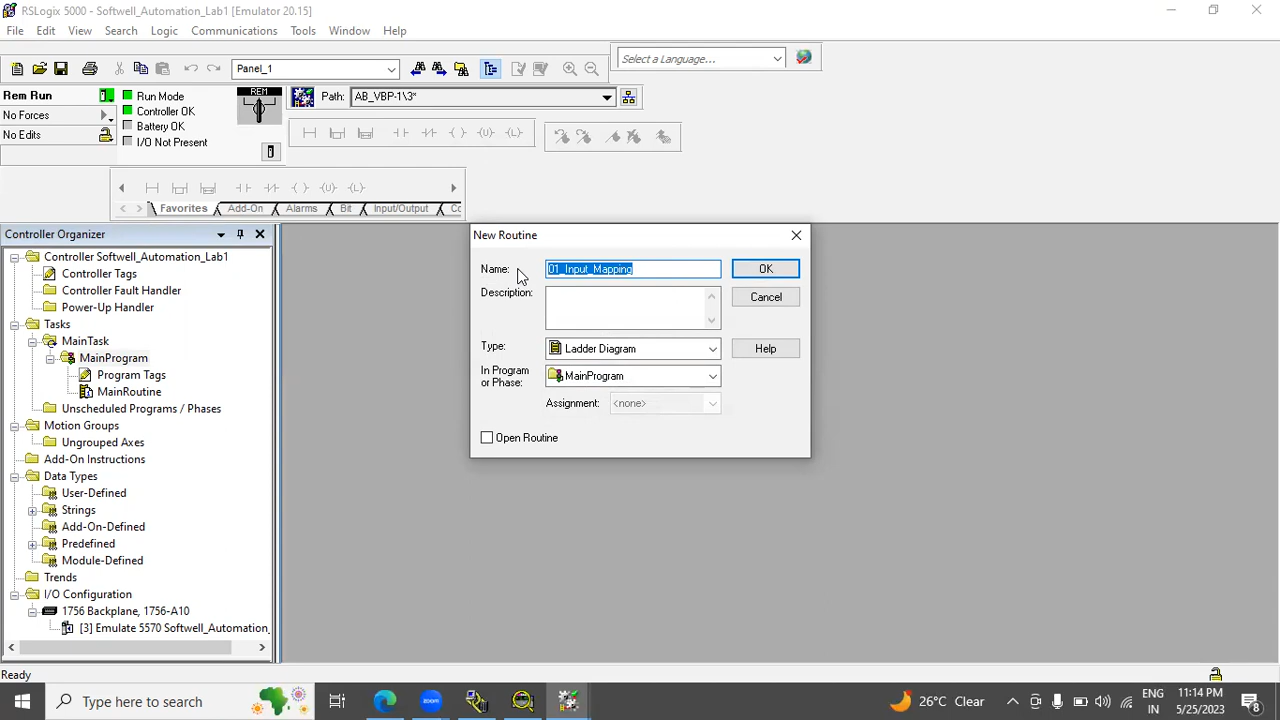 RSLogix 5000 - Softwell_Automation_Lab1 [Emulator 20.15]
File Edit View Search Logic Communications Tools Window Help
Panel_1
Select a Language...
Rem Run
No Forces
No Edits
Run Mode
Controller OK
Battery OK
I/O Not Present
REM
Path: AB_VBP-1\3*
Favorites Add-On Alarms Bit Input/Output Co
Controller Organizer
Controller Softwell_Automation_Lab1
Controller Tags
Controller Fault Handler
Power-Up Handler
Tasks
MainTask
MainProgram
Program Tags
MainRoutine
Unscheduled Programs / Phases
Motion Groups
Ungrouped Axes
Add-On Instructions
Data Types
User-Defined
Strings
Add-On-Defined
Predefined
Module-Defined
Trends
I/O Configuration
1756 Backplane, 1756-A10
[3] Emulate 5570 Softwell_Automation_
New Routine
Name: 01_Input_Mapping OK
Description: Cancel
Type: Ladder Diagram Help
In Program or Phase: MainProgram
Assignment: <none>
Open Routine
Ready
Type here to search
zoom
26°C Clear
ENG
IN
11:14 PM
5/25/2023
8